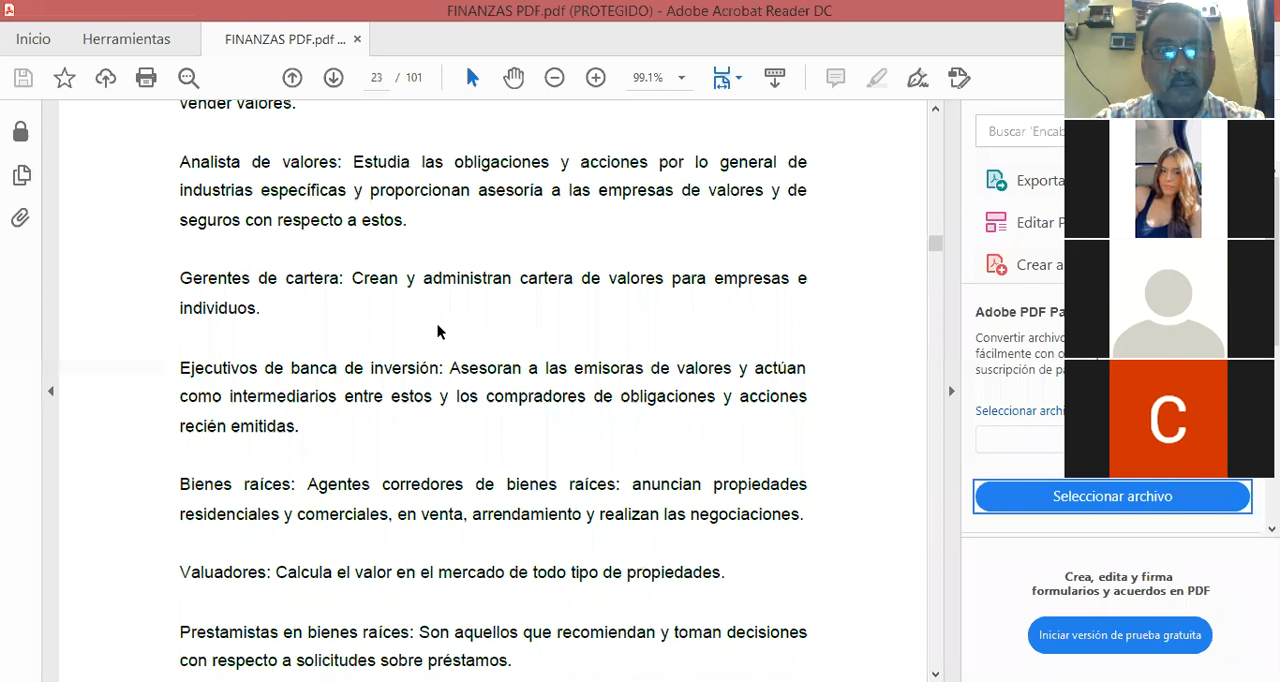 FINANZAS PDF.pdf (PROTEGIDO) - Adobe Acrobat Reader DC
Inicio
Herramientas
FINANZAS PDF.pdf ...
23 / 101
99.1%
vender valores.
Analista de valores: Estudia las obligaciones y acciones por lo general de
industrias específicas y proporcionan asesoría a las empresas de valores y de
seguros con respecto a estos.
Gerentes de cartera: Crean y administran cartera de valores para empresas e
individuos.
Ejecutivos de banca de inversión: Asesoran a las emisoras de valores y actúan
como intermediarios entre estos y los compradores de obligaciones y acciones
recién emitidas.
Bienes raíces: Agentes corredores de bienes raíces: anuncian propiedades
residenciales y comerciales, en venta, arrendamiento y realizan las negociaciones.
Valuadores: Calcula el valor en el mercado de todo tipo de propiedades.
Prestamistas en bienes raíces: Son aquellos que recomiendan y toman decisiones
con respecto a solicitudes sobre préstamos.
Buscar 'Encab
Exporta
Editar P
Crear a
Adobe PDF Pa
Convertir archivo
fácilmente con o
suscripción de pa
Seleccionar archi
C
Seleccionar archivo
Crea, edita y firma
formularios y acuerdos en PDF
Iniciar versión de prueba gratuita